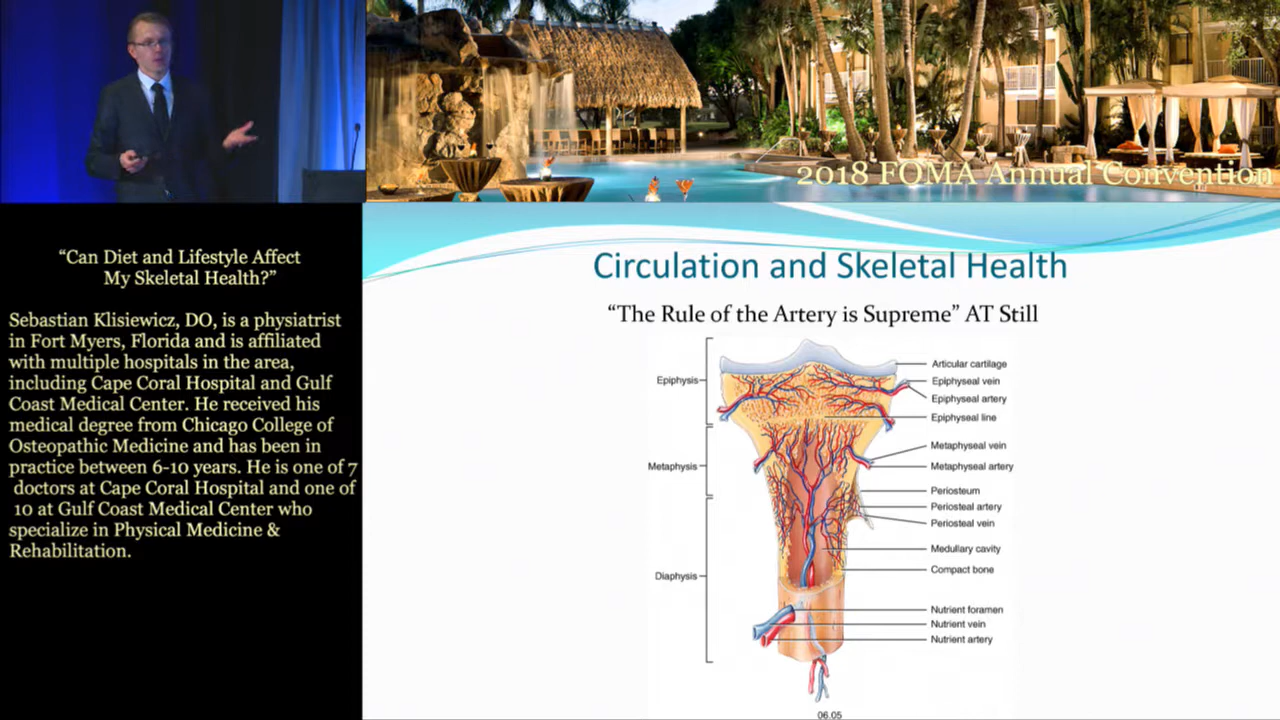 2018 FOMA Annual Convention
“Can Diet and Lifestyle Affect
My Skeletal Health?”
Sebastian Klisiewicz, DO, is a physiatrist
in Fort Myers, Florida and is affiliated
with multiple hospitals in the area,
including Cape Coral Hospital and Gulf
Coast Medical Center. He received his
medical degree from Chicago College of
Osteopathic Medicine and has been in
practice between 6-10 years. He is one of 7
doctors at Cape Coral Hospital and one of
10 at Gulf Coast Medical Center who
specialize in Physical Medicine &
Rehabilitation.
Circulation and Skeletal Health
“The Rule of the Artery is Supreme” AT Still
Epiphysis
Metaphysis
Diaphysis
Articular cartilage
Epiphyseal vein
Epiphyseal artery
Epiphyseal line
Metaphyseal vein
Metaphyseal artery
Periosteum
Periosteal artery
Periosteal vein
Medullary cavity
Compact bone
Nutrient foramen
Nutrient vein
Nutrient artery
06.05